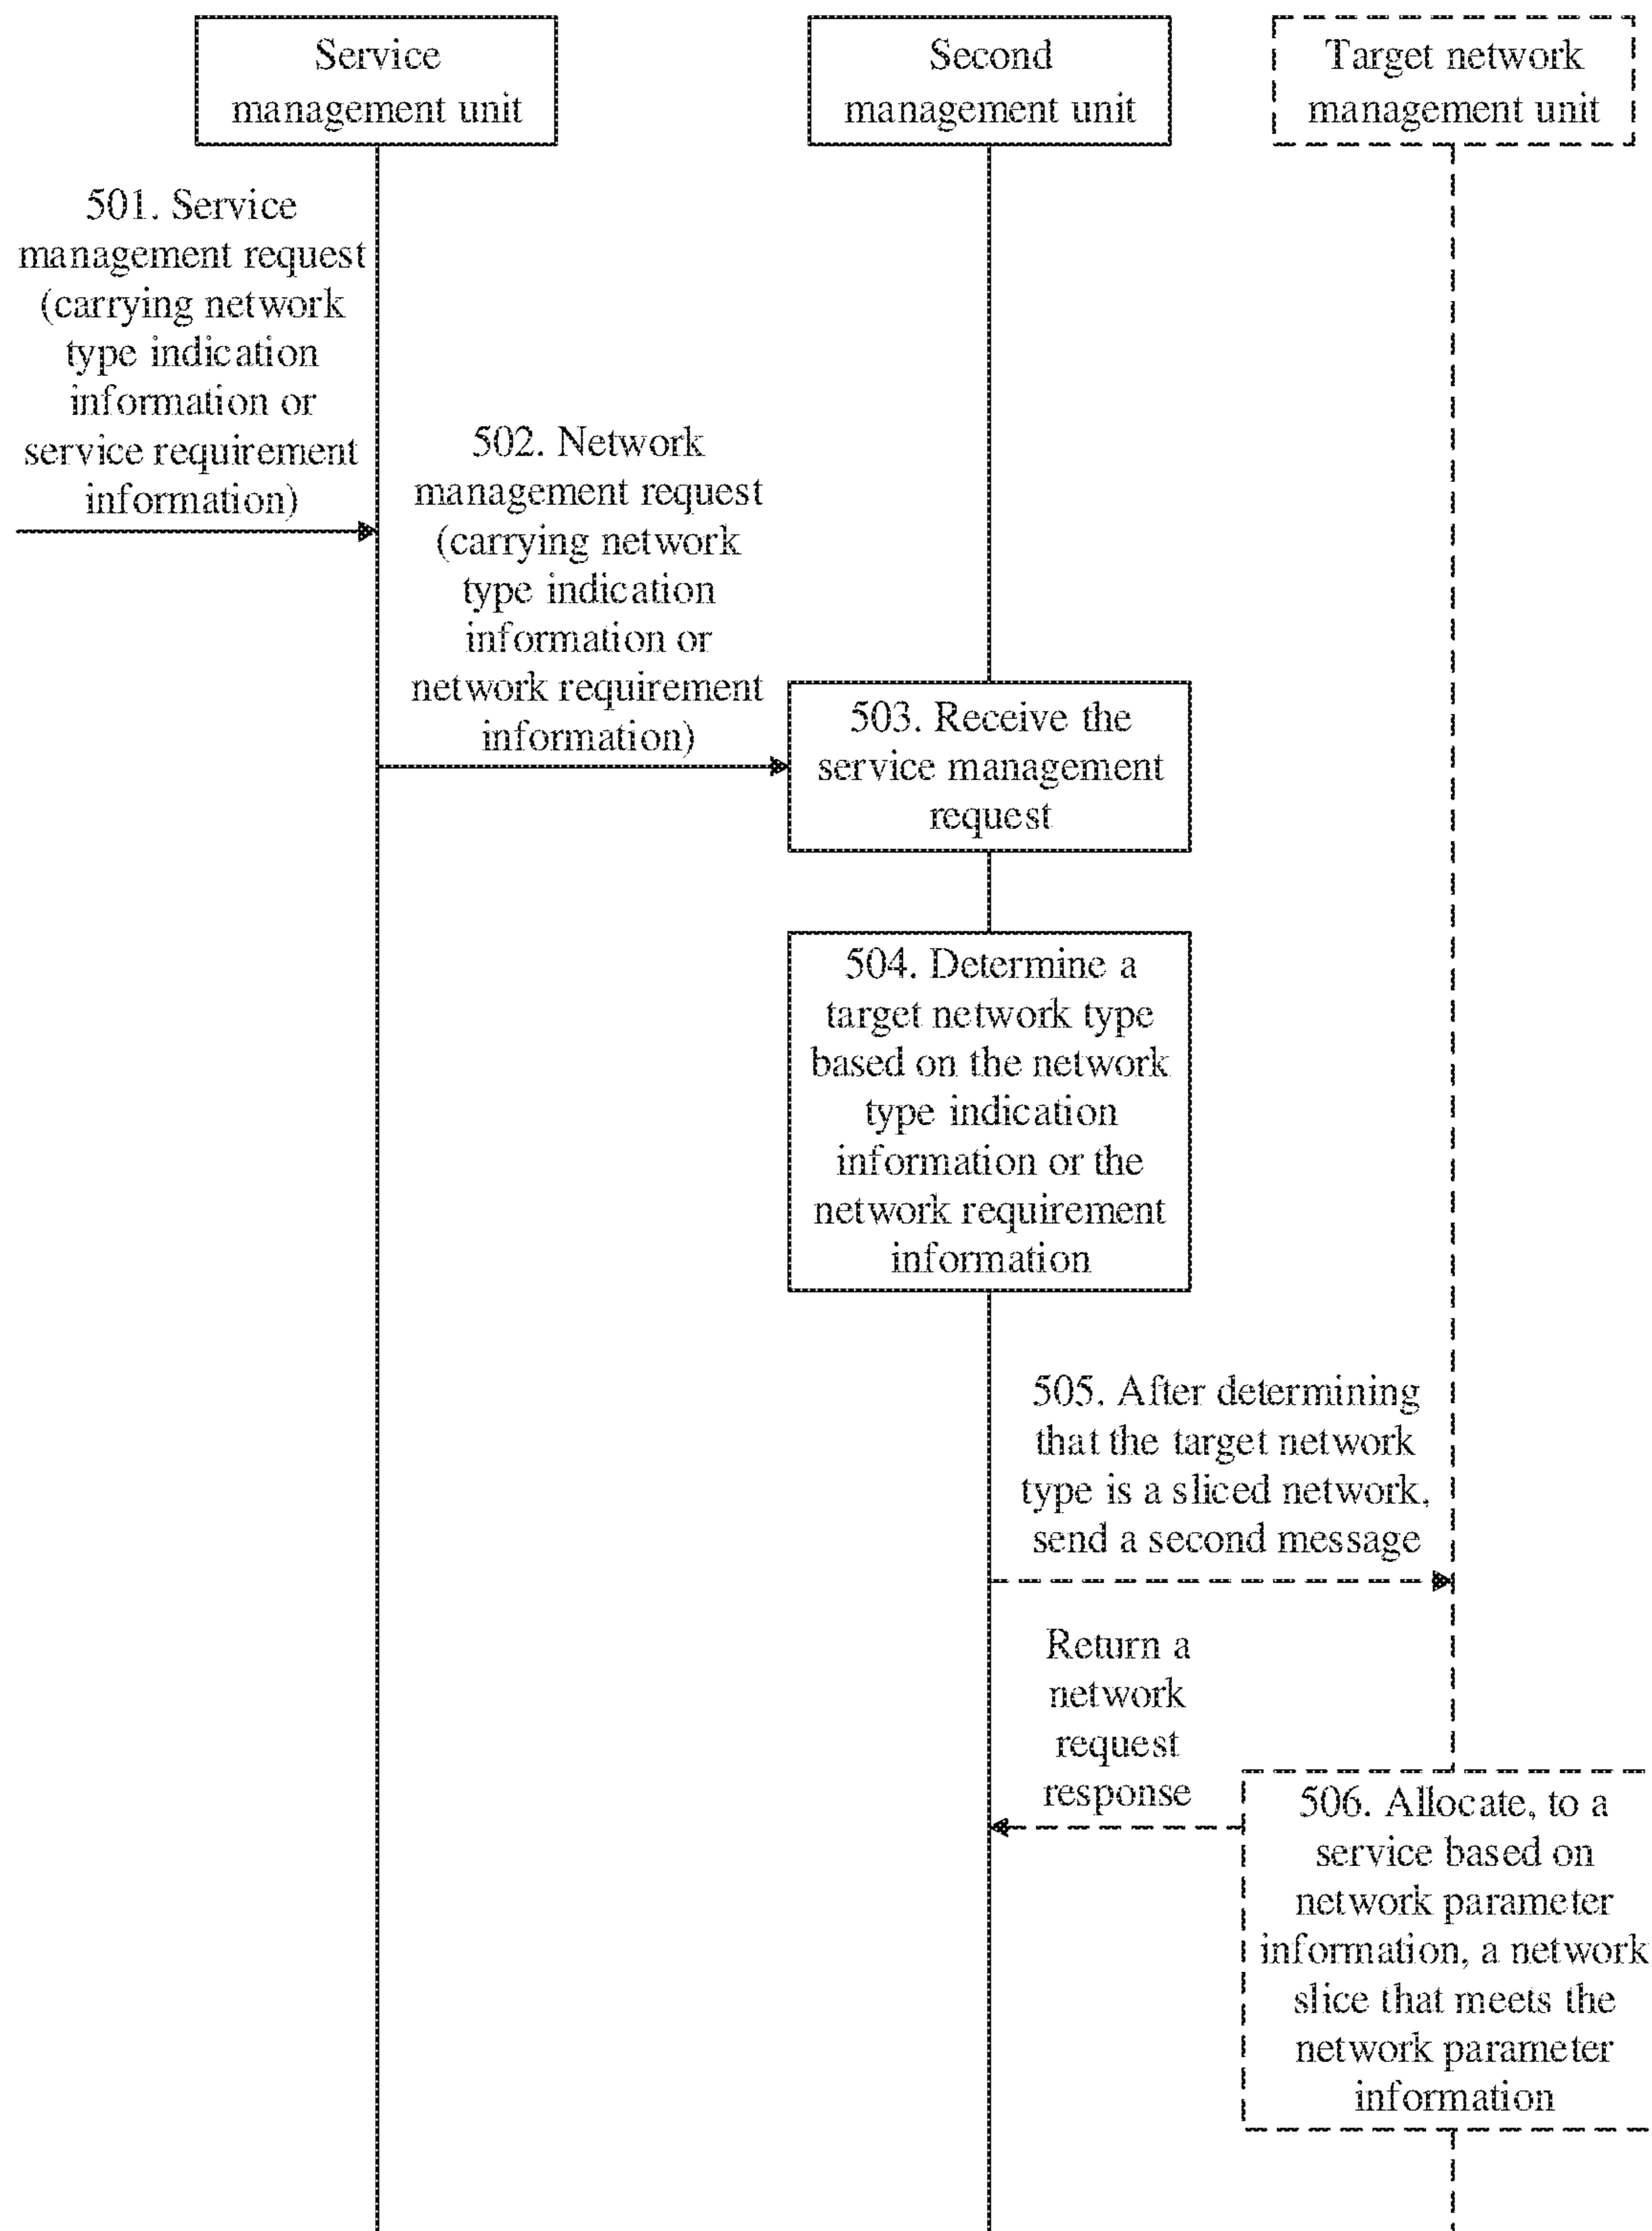 Service
management unit
Second
management unit
Target network
management unit
501. Service
management request
(carrying network
type indication
information or
service requirement
information)
502. Network
management request
(carrying network
type indication
information or
network requirement
information)
503. Receive the
service management
request
504. Determine a
target network type
based on the network
type indication
information or the
network requirement
information
505. After determining
that the target network
type is a sliced network,
send a second message
Return a
network
request
response
506. Allocate, to a
service based on
network parameter
information, a network
slice that meets the
network parameter
information